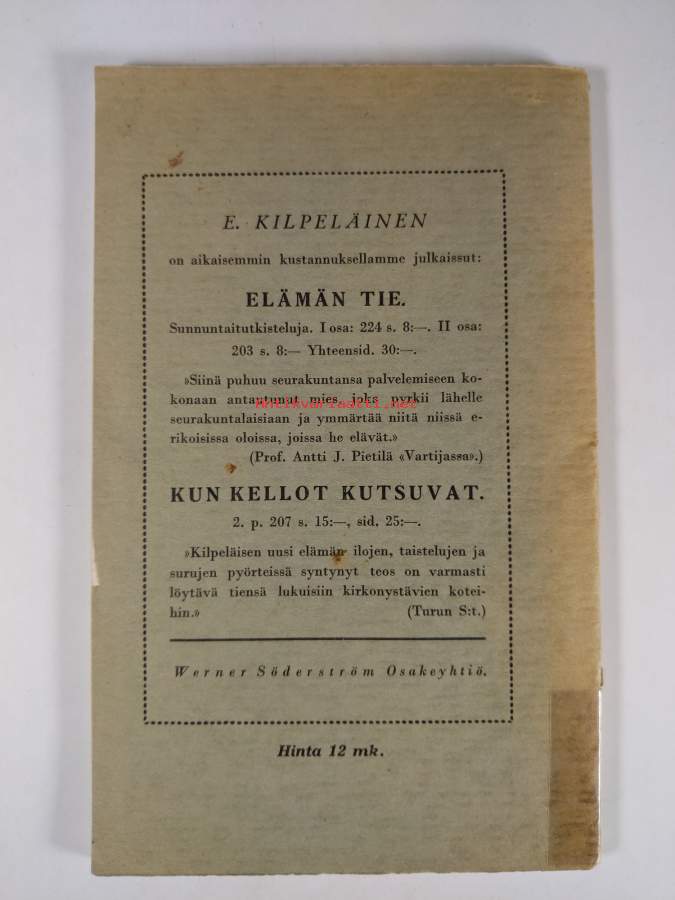 E. KILPELÄINEN
on aikaisemmin kustannuksellamme julkaissut:
ELÄMÄN TIE.
Sunnuntaitutkisteluja. I osa: 224 s. 8:—. II osa:
203 s. 8:— Yhteensid. 30:—.
»Siinä puhuu seurakuntansa palvelemiseen ko-
konaan antautunut mies, joka pyrkii lähelle
Antikvariaatti.net
seurakuntalaisiaan ja ymmärtää niitä niissä e-
rikoisissa oloissa, joissa he elävät.»
(Prof. Antti J. Pietilä «Vartijassa».)
KUN KELLOT KUTSUVAT.
2. p. 207 s. 15:—, sid. 25:—.
»Kilpeläisen uusi elämän ilojen, taistelujen ja
surujen pyörteissä syntynyt teos on varmasti
löytävä tiensä lukuisiin kirkonystävien kotei-
hin.» (Turun S:t.)
Werner Söderström Osakeyhtiö.
Hinta 12 mk.